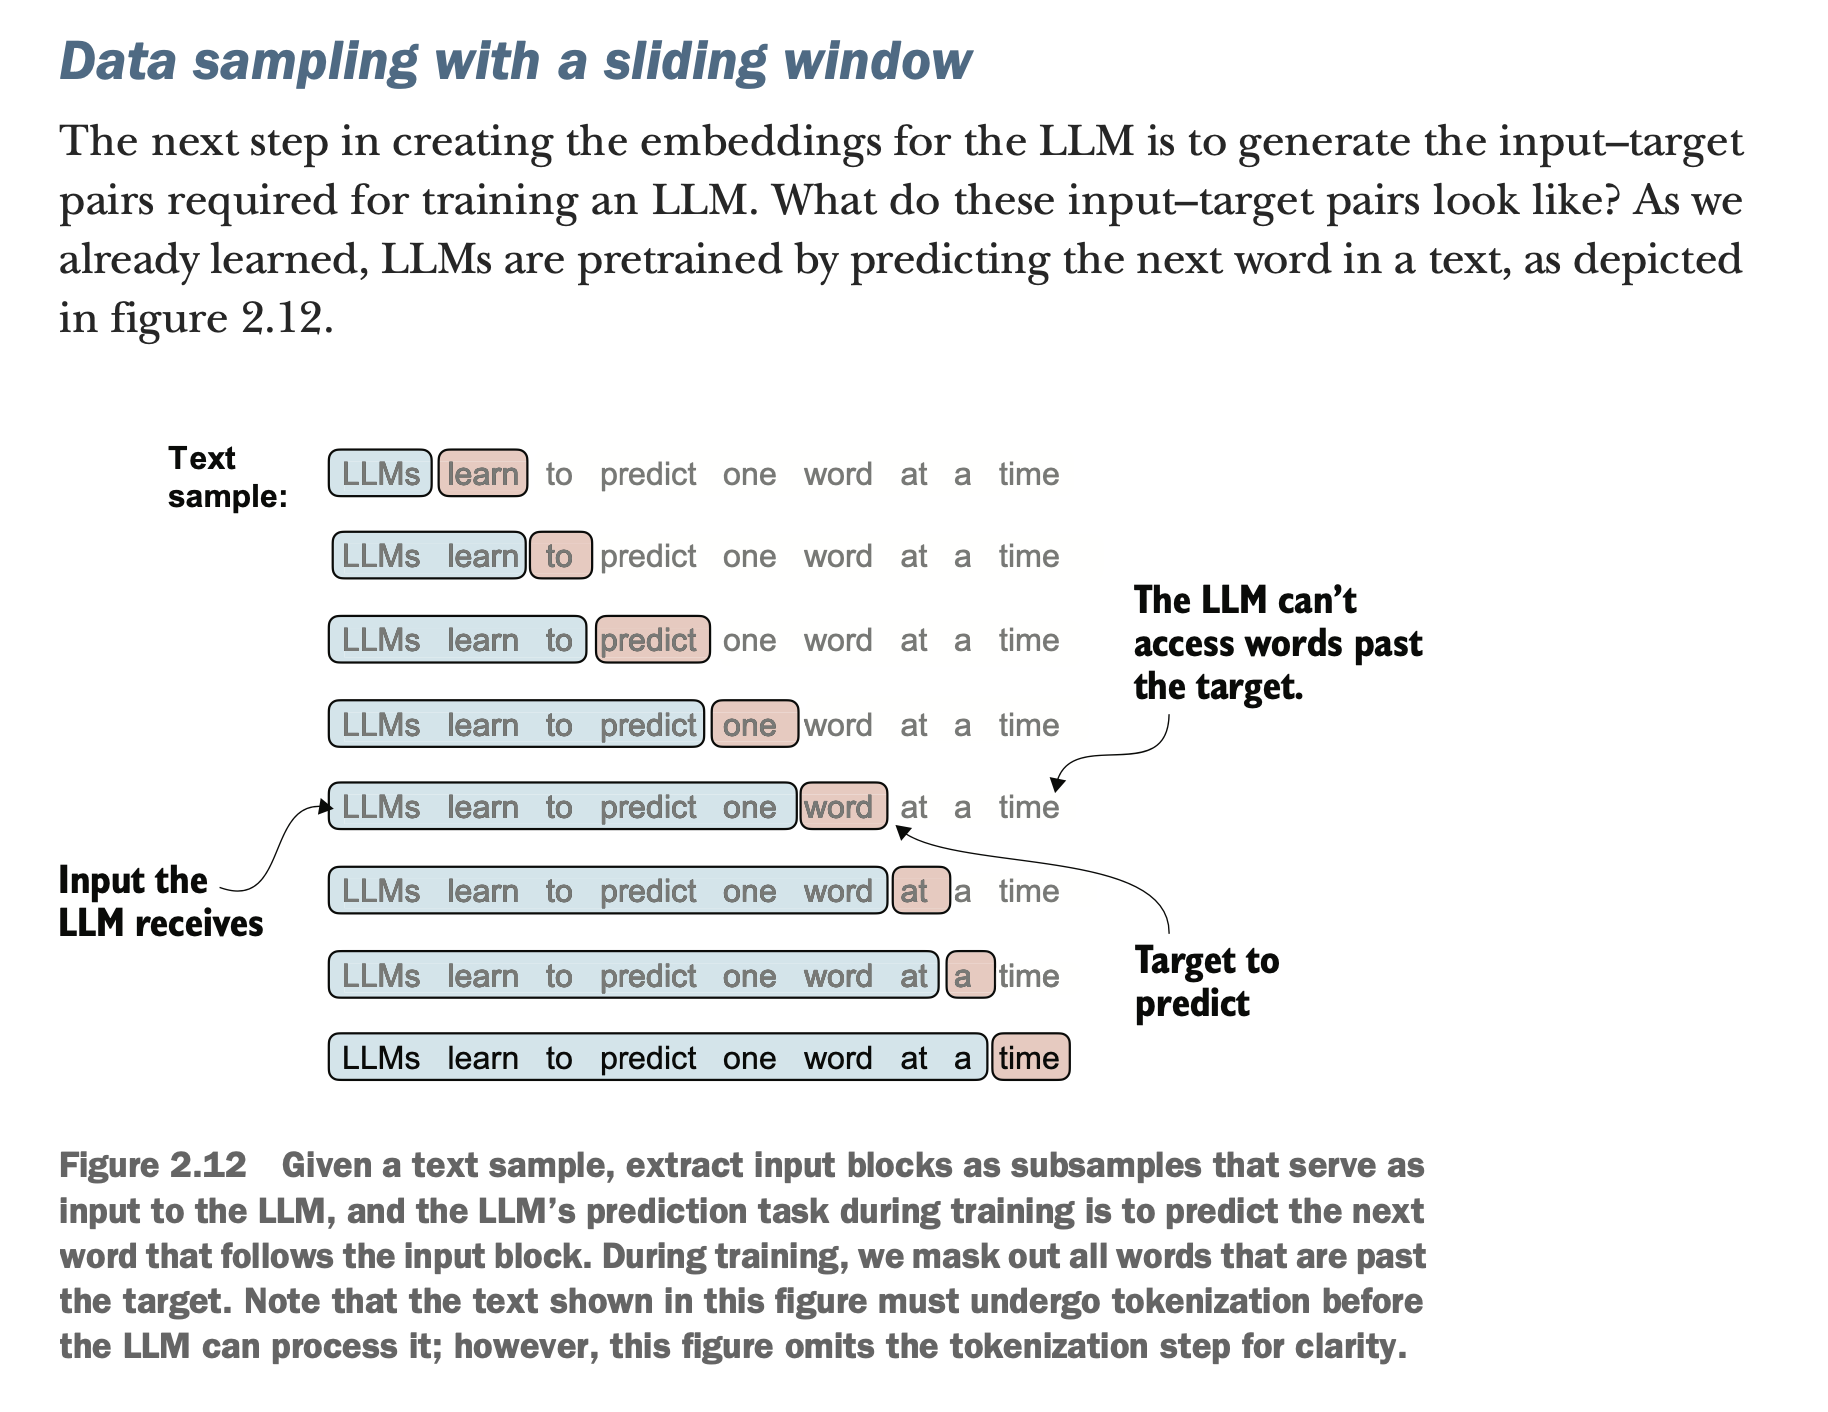 Data sampling with a sliding window
The next step in creating the embeddings for the LLM is to generate the input–target
pairs required for training an LLM. What do these input–target pairs look like? As we
already learned, LLMs are pretrained by predicting the next word in a text, as depicted
in figure 2.12.
Text
sample:
LLMs learn to predict one word at a time
LLMs learn to predict one word at a time
LLMs learn to predict one word at a time
LLMs learn to predict one word at a time
LLMs learn to predict one word at a time
LLMs learn to predict one word at a time
LLMs learn to predict one word at a time
LLMs learn to predict one word at a time
The LLM can’t
access words past
the target.
Input the
LLM receives
Target to
predict
Figure 2.12 Given a text sample, extract input blocks as subsamples that serve as
input to the LLM, and the LLM’s prediction task during training is to predict the next
word that follows the input block. During training, we mask out all words that are past
the target. Note that the text shown in this figure must undergo tokenization before
the LLM can process it; however, this figure omits the tokenization step for clarity.